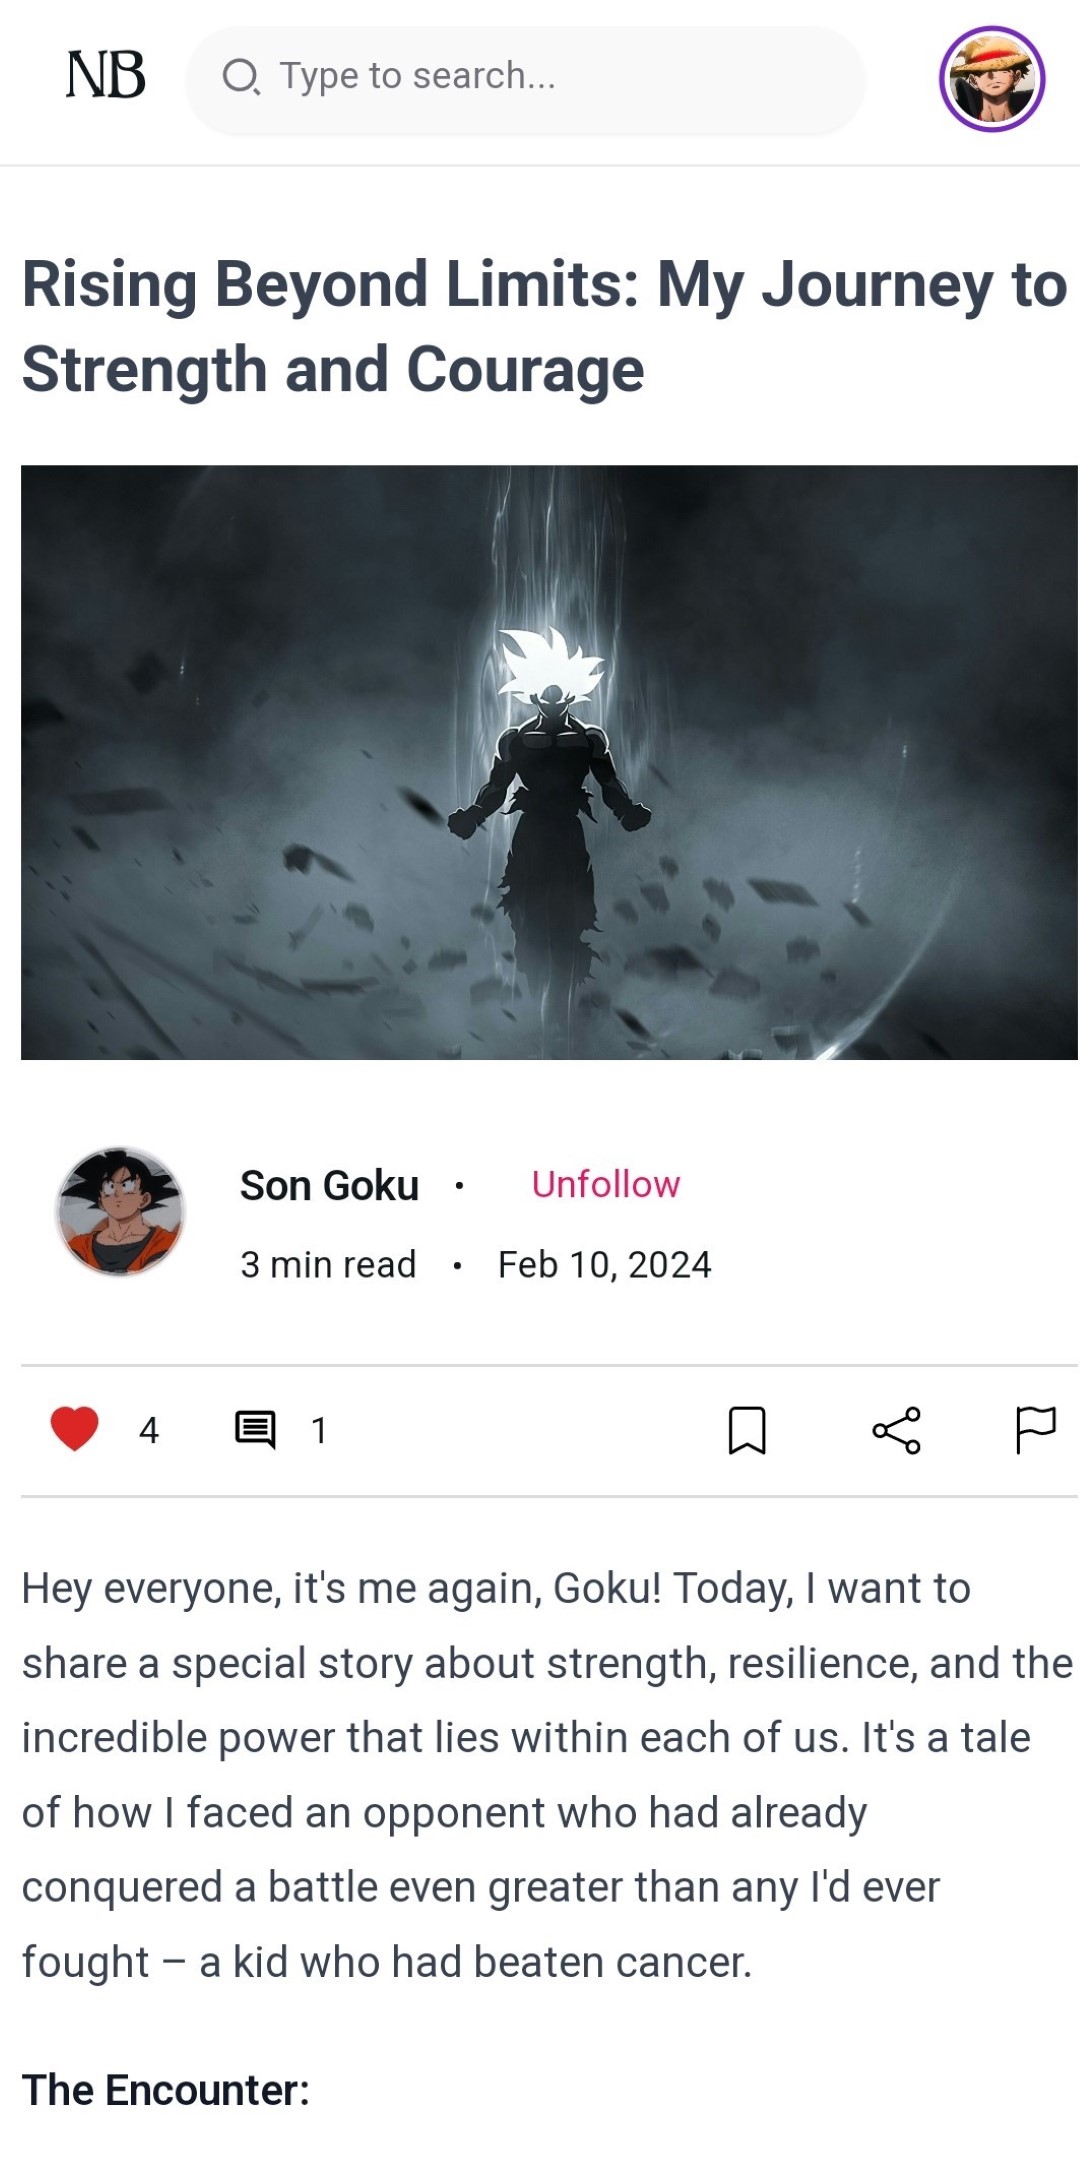 NB
Type to search...
Rising Beyond Limits: My Journey to
Strength and Courage
Son Goku • Unfollow
3 min read • Feb 10, 2024
4 1
Hey everyone, it's me again, Goku! Today, I want to
share a special story about strength, resilience, and the
incredible power that lies within each of us. It's a tale
of how I faced an opponent who had already
conquered a battle even greater than any I'd ever
fought – a kid who had beaten cancer.
The Encounter: